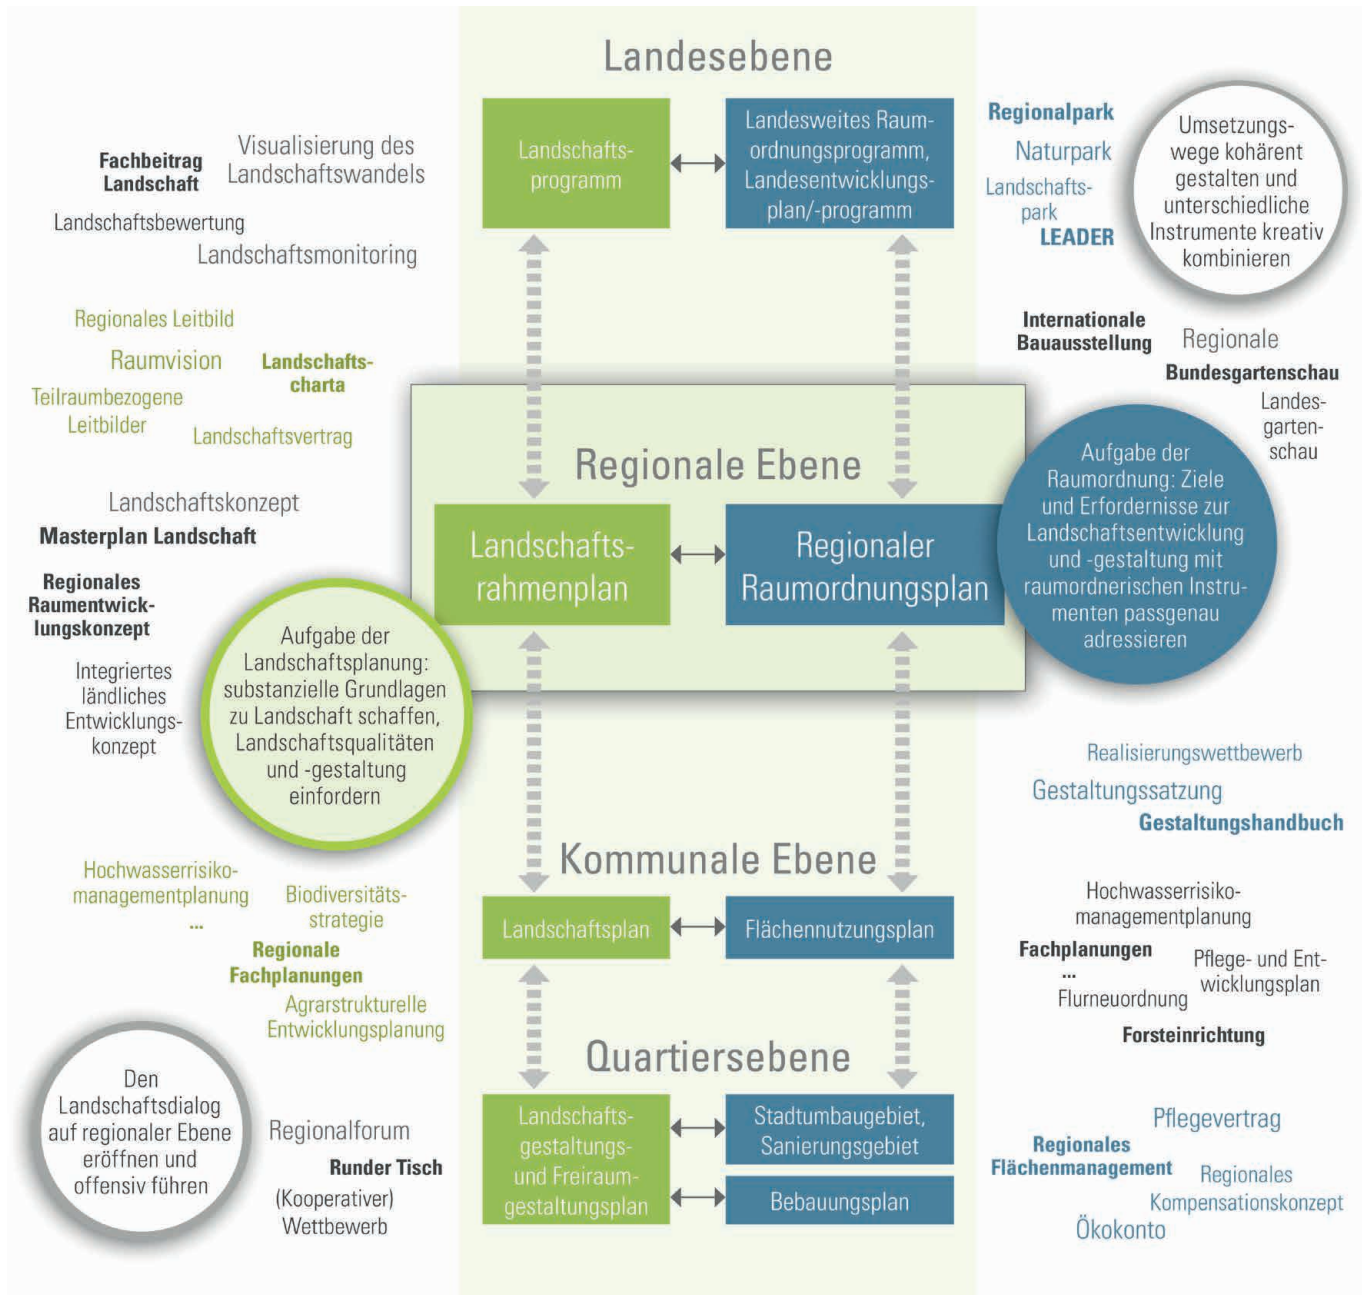 Landesebene
Landschafts-
programm
Landesweites Raum-
ordnungsprogramm,
Landesentwicklungs-
plan/-programm
Fachbeitrag
Landschaft
Visualisierung des
Landschaftswandels
Landschaftsbewertung
Landschaftsmonitoring
Regionalpark
Naturpark
Landschafts-
park
LEADER
Umsetzungs-
wege kohärent
gestalten und
unterschiedliche
Instrumente kreativ
kombinieren
Regionales Leitbild
Raumvision
Landschafts-
charta
Teilraumbezogene
Leitbilder
Landschaftsvertrag
Internationale
Bauausstellung
Regionale
Bundesgartenschau
Landes-
garten-
schau
Regionale Ebene
Landschafts-
rahmenplan
Regionaler
Raumordnungsplan
Aufgabe der
Raumordnung: Ziele
und Erfordernisse zur
Landschaftsentwicklung
und -gestaltung mit
raumordnerischen Instru-
menten passgenau
adressieren
Landschaftskonzept
Masterplan Landschaft
Regionales
Raumentwick-
lungskonzept
Integriertes
ländliches
Entwicklungs-
konzept
Aufgabe der
Landschaftsplanung:
substanzielle Grundlagen
zu Landschaft schaffen,
Landschaftsqualitäten
und -gestaltung
einfordern
Realisierungswettbewerb
Gestaltungssatzung
Gestaltungshandbuch
Kommunale Ebene
Landschaftsplan
Flächennutzungsplan
Hochwasserrisiko-
managementplanung
...
Biodiversitäts-
strategie
Regionale
Fachplanungen
Agrarstrukturelle
Entwicklungsplanung
Hochwasserrisiko-
managementplanung
Fachplanungen
...
Pflege- und Ent-
wicklungsplan
Flurneuordnung
Forsteinrichtung
Quartiersebene
Landschafts-
gestaltungs-
und Freiraum-
gestaltungsplan
Stadtumbaugebiet,
Sanierungsgebiet
Bebauungsplan
Den
Landschaftsdialog
auf regionaler Ebene
eröffnen und
offensiv führen
Regionalforum
Runder Tisch
(Kooperativer)
Wettbewerb
Pflegevertrag
Regionales
Flächenmanagement
Regionales
Kompensationskonzept
Ökokonto